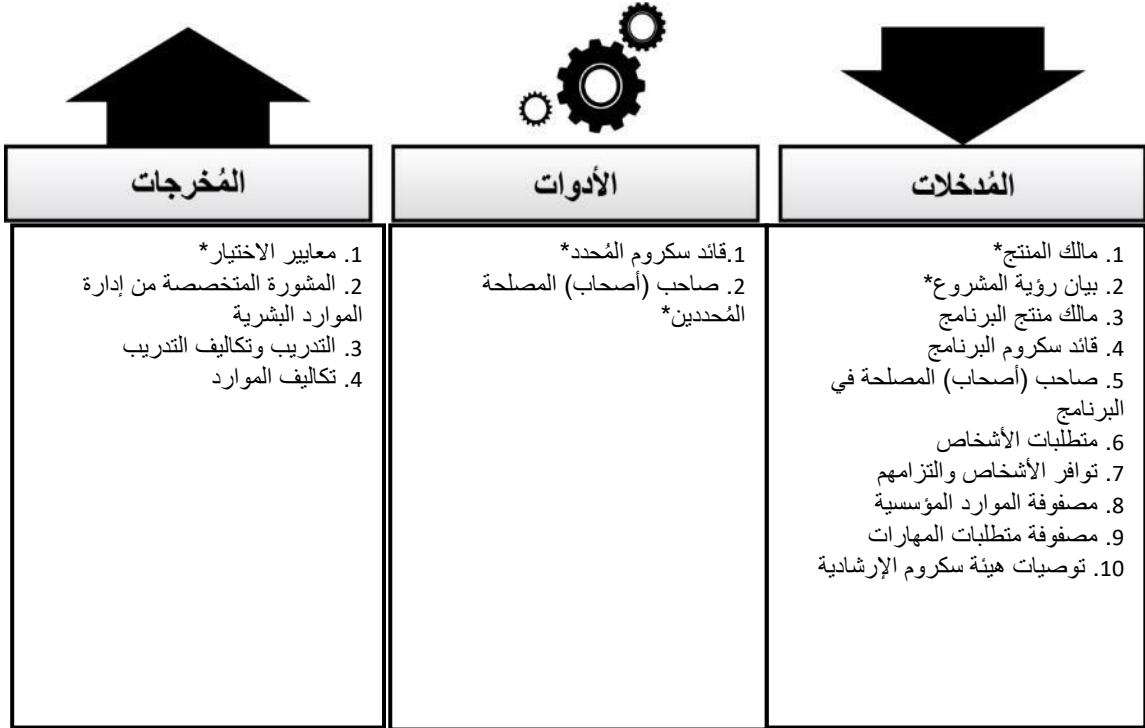 المُدخلات
1. مالك المنتج*
2. بيان رؤية المشروع*
3. مالك منتج البرنامج
4. قائد سكروم البرنامج
5. صاحب (أصحاب) المصلحة في
البرنامج
6. متطلبات الأشخاص
7. توافر الأشخاص والتزامهم
8. مصفوفة الموارد المؤسسية
9. مصفوفة متطلبات المهارات
10. توصيات هيئة سكروم الإرشادية
الأدوات
1.قائد سكروم المُحدد*
2. صاحب (أصحاب) المصلحة
المُحددين*
المُخرجات
1. معايير الاختيار*
2. المشورة المتخصصة من إدارة
الموارد البشرية
3. التدريب وتكاليف التدريب
4. تكاليف الموارد